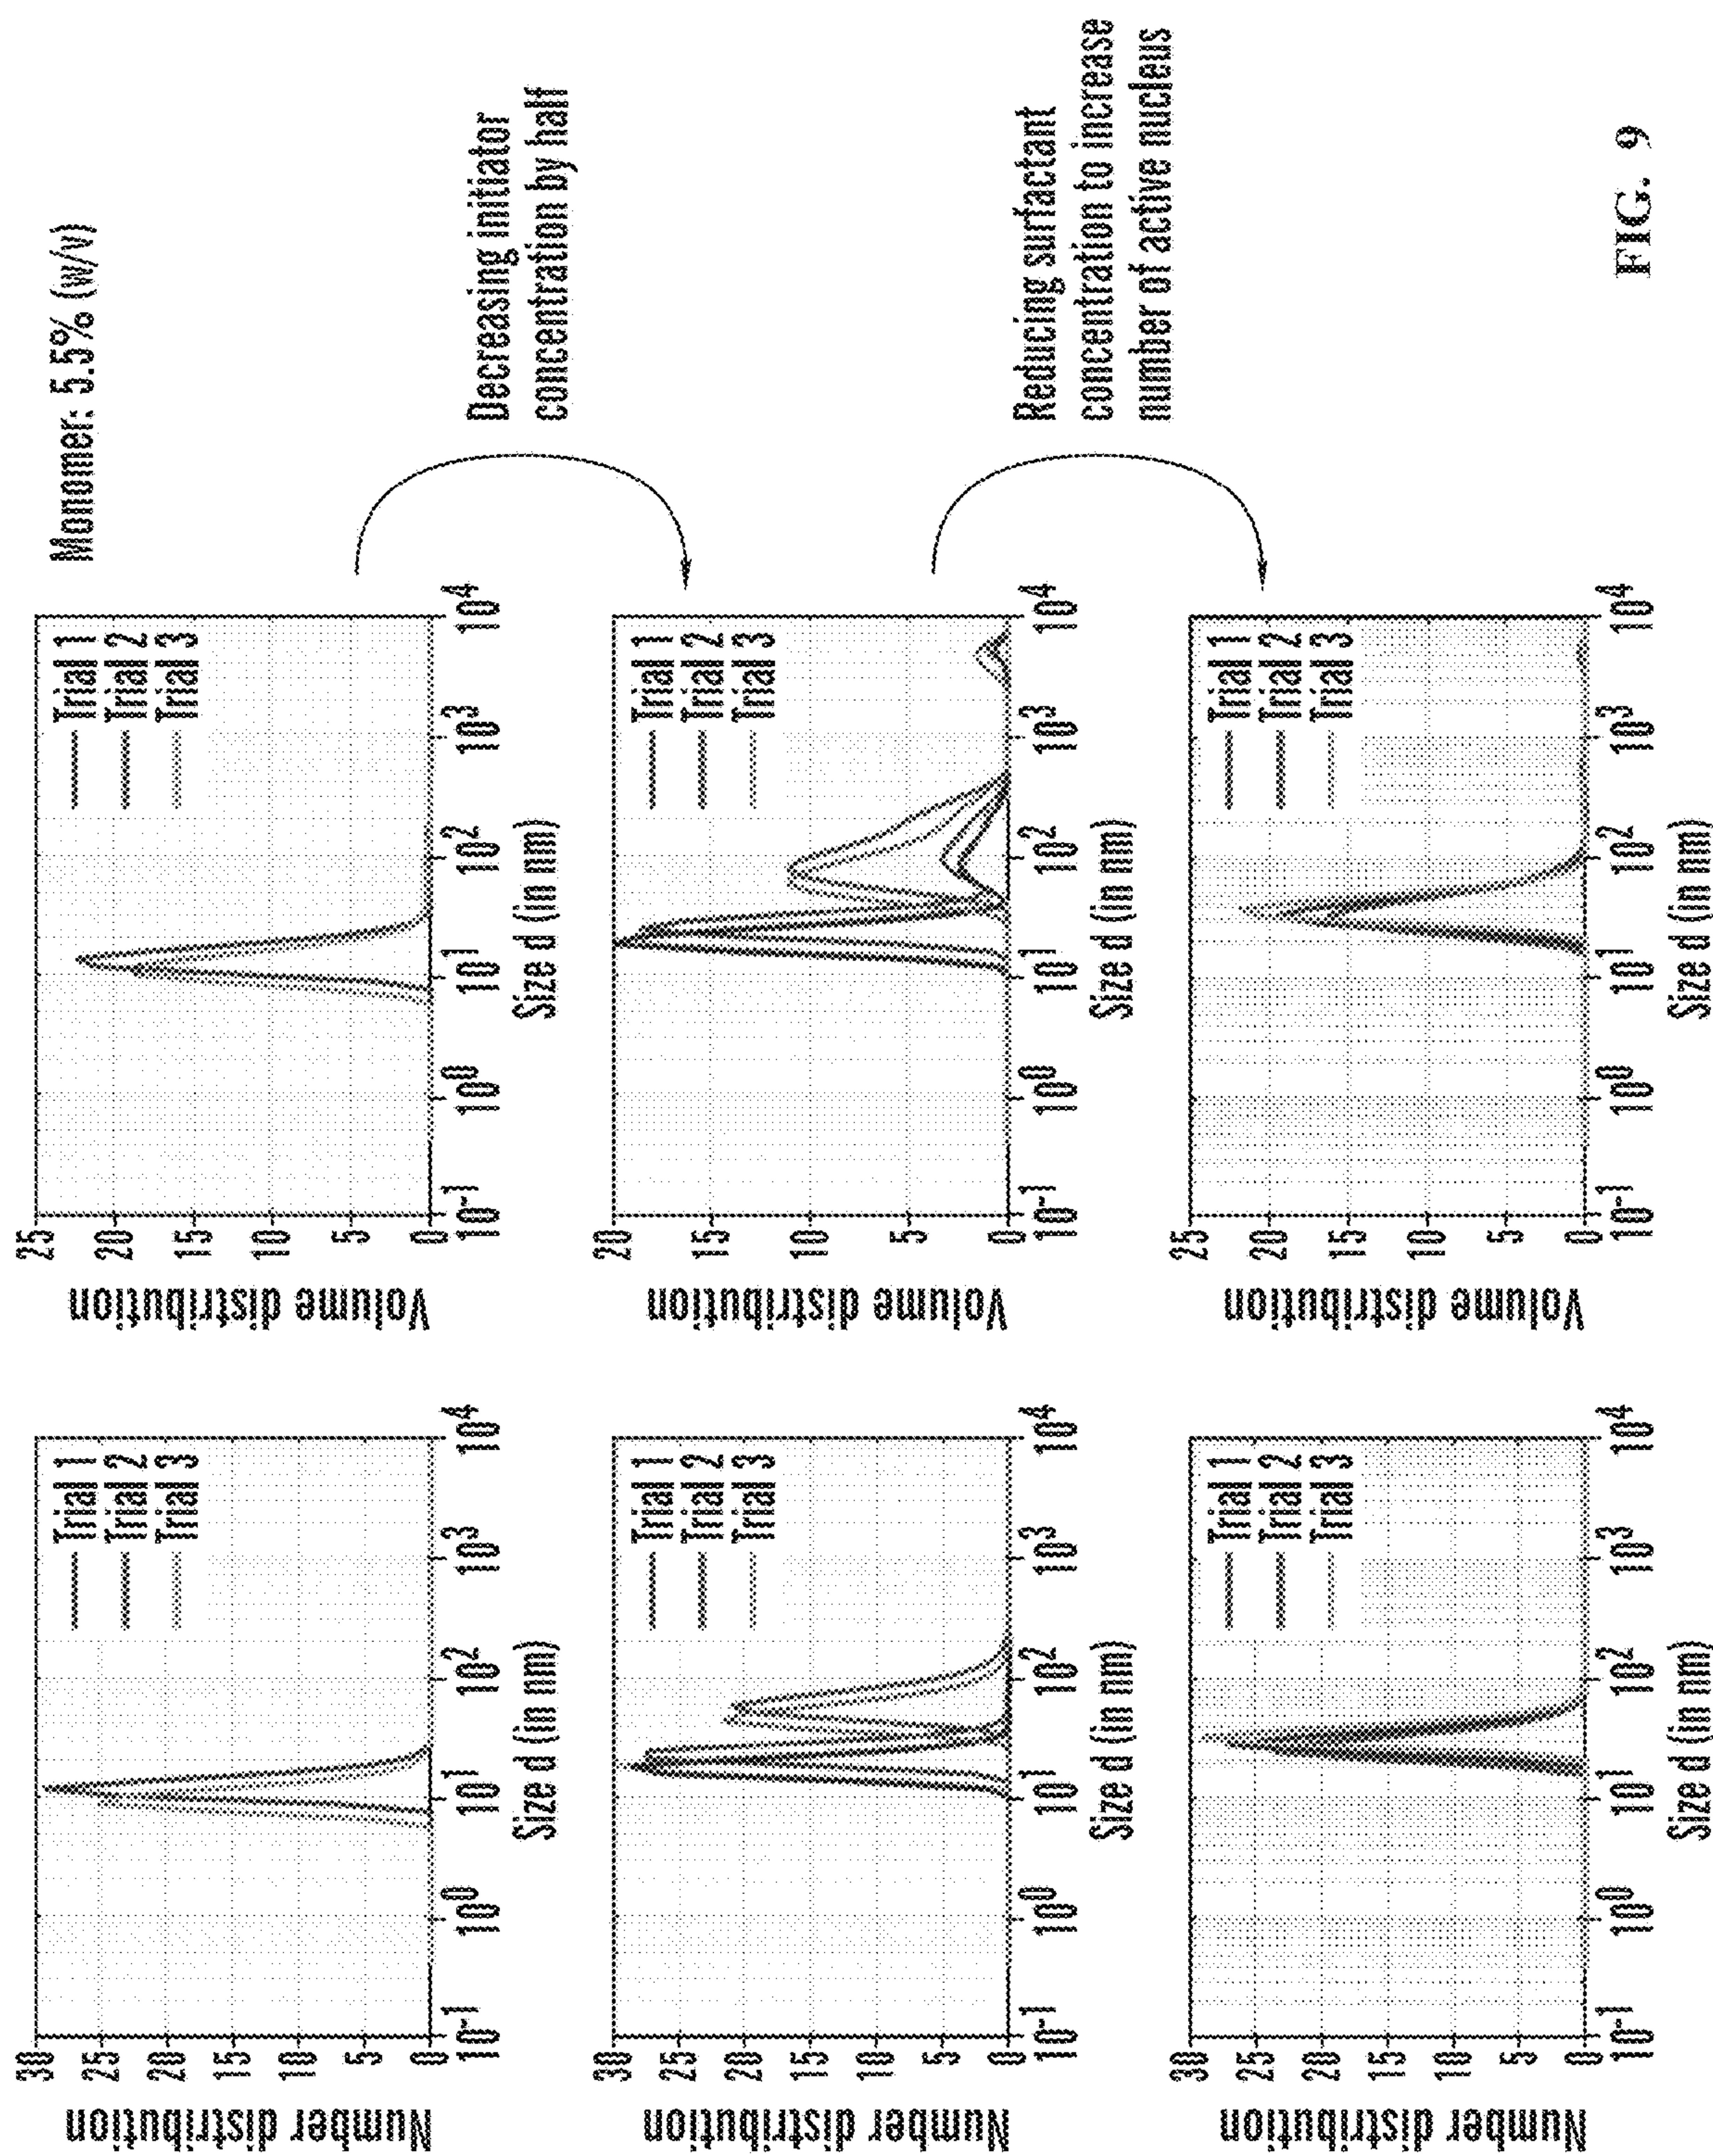 Monomer: 5.5% (w/v)
Number distribution
30
25
20
15
10
5
0
Trial 1
Trial 2
Trial 3
10-1
100
101
102
103
104
Size d (in nm)
Volume distribution
25
20
15
10
5
0
Trial 1
Trial 2
Trial 3
10-1
100
101
102
103
104
Size d (in nm)
Decreasing initiator
concentration by half
Number distribution
30
25
20
15
10
5
0
Trial 1
Trial 2
Trial 3
10-1
100
101
102
103
104
Size d (in nm)
Volume distribution
20
15
10
5
0
Trial 1
Trial 2
Trial 3
10-1
100
101
102
103
104
Size d (in nm)
Reducing surfactant
concentration to increase
number of active nucleus
Number distribution
30
25
20
15
10
5
0
Trial 1
Trial 2
Trial 3
10-1
100
101
102
103
104
Size d (in nm)
Volume distribution
25
20
15
10
5
0
Trial 1
Trial 2
Trial 3
10-1
100
101
102
103
104
Size d (in nm)
FIG. 9